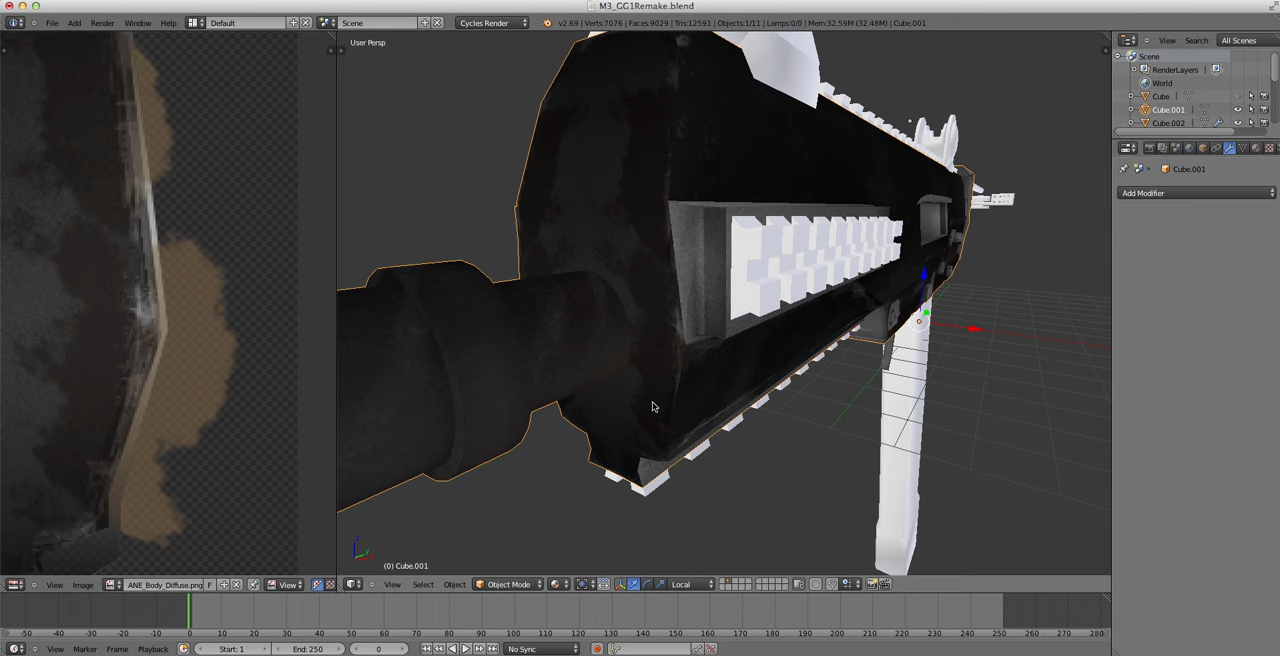 M3_GG1Remake.blend
File Add Render Window Help Default Scene Cycles Render v2.69 | Verts:7076 | Faces:9029 | Tris:12591 | Objects:1/11 | Lamps:0/0 | Mem:32.59M (32.48M) | Cube.001
User Persp
View Search All Scenes
Scene
RenderLayers
World
Cube
Cube.001
Cube.002
Cube.001
Add Modifier
z
y
(0) Cube.001
View Image ANE_Body_Diffuse.png F View
View Select Object Object Mode Local
-50 -40 -30 -20 -10 0 10 20 30 40 50 60 70 80 90 100 110 120 130 140 150 160 170 180 190 200 210 220 230 240 250 260 270 280
View Marker Frame Playback Start: 1 End: 250 0 No Sync